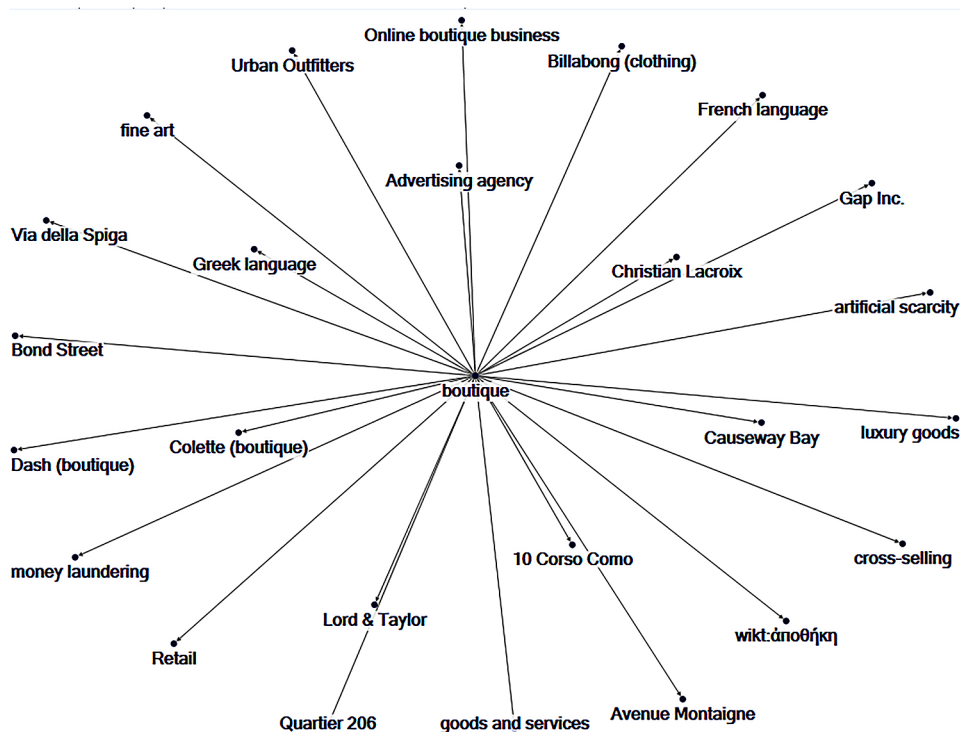 Online boutique business
Urban Outfitters
Billabong (clothing)
French language
fine art
Advertising agency
Gap Inc.
Via della Spiga
Greek language
Christian Lacroix
artificial scarcity
Bond Street
boutique
luxury goods
Causeway Bay
Colette (boutique)
Dash (boutique)
10 Corso Como
cross-selling
money laundering
Lord & Taylor
wikt:ἀποθήκη
Retail
Avenue Montaigne
Quartier 206
goods and services